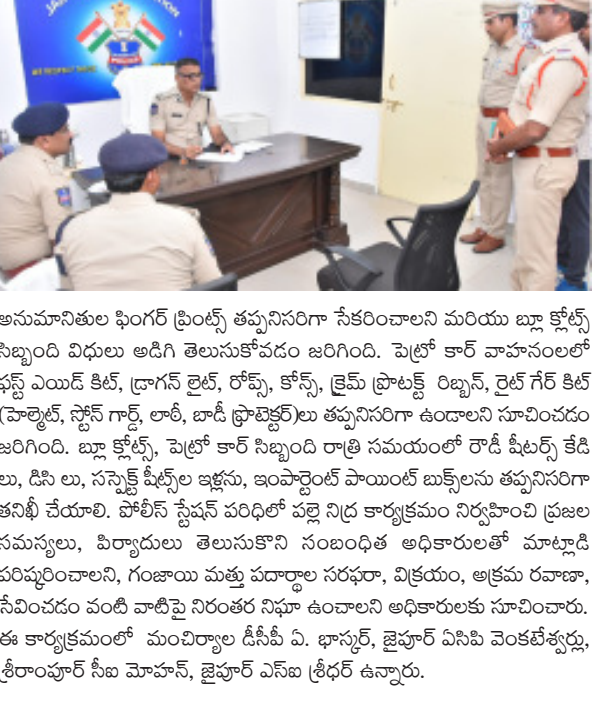 అనుమానితుల ఫింగర్ ప్రింట్స్ తప్పనిసరిగా సేకరించాలని మరియు బ్లూ క్లోట్స్
సిబ్బంది విధులు అడిగి తెలుసుకోవడం జరిగింది. పెట్రో కార్ వాహనంలలో
ఫస్ట్ ఎయిడ్ కిట్, డ్రాగన్ లైట్, రోప్స్, కోన్స్, క్రైమ్ ప్రొటక్ట్ రిబ్బన్, రైట్ గేర్ కిట్
(హెల్మెట్, స్టోన్ గార్డ్, లాఠీ, బాడీ ప్రొటెక్టర్)లు తప్పనిసరిగా ఉండాలని సూచించడం
జరిగింది. బ్లూ క్లోట్స్, పెట్రో కార్ సిబ్బంది రాత్రి సమయంలో రౌడీ షీటర్స్ కేడి
లు, డిసి లు, సస్పెక్ట్ షీట్స్‌ల ఇళ్లను, ఇంపార్టెంట్ పాయింట్ బుక్స్‌లను తప్పనిసరిగా
తనిఖీ చేయాలి. పోలీస్ స్టేషన్ పరిధిలో పల్లె నిద్ర కార్యక్రమం నిర్వహించి ప్రజల
సమస్యలు, పిర్యాదులు తెలుసుకొని సంబంధిత అధికారులతో మాట్లాడి
పరిష్కరించాలని, గంజాయి మత్తు పదార్థాల సరఫరా, విక్రయం, అక్రమ రవాణా,
సేవించడం వంటి వాటిపై నిరంతర నిఘా ఉంచాలని అధికారులకు సూచించారు.
ఈ కార్యక్రమంలో మంచిర్యాల డీసీపీ ఏ. భాస్కర్, జైపూర్ ఏసిపి వెంకటేశ్వర్లు,
శ్రీరాంపూర్ సీఐ మోహన్, జైపూర్ ఎస్ఐ శ్రీధర్ ఉన్నారు.